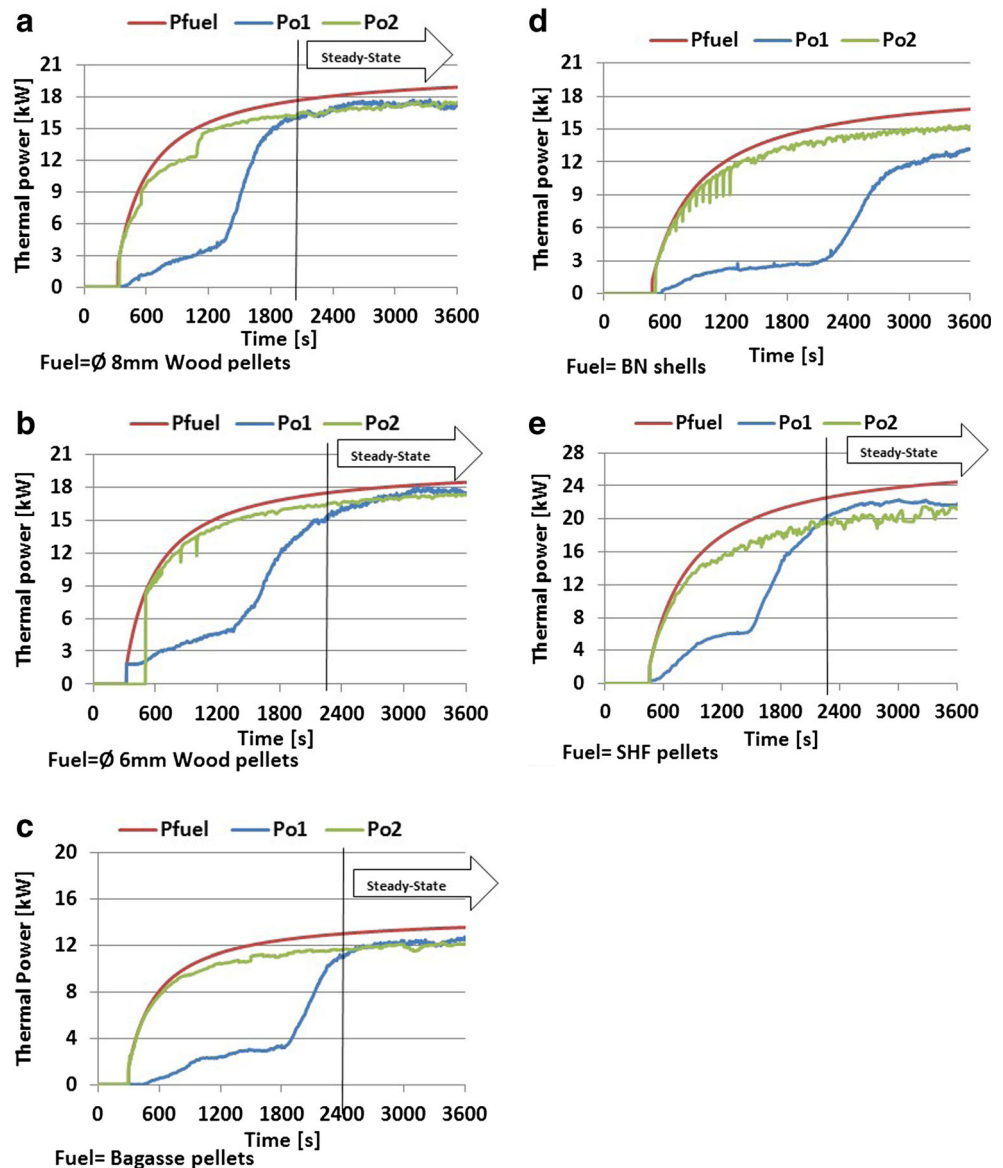 a
Pfuel Po1 Po2
Steady-State
Thermal power [kW]
21
18
15
12
9
6
3
0
0 600 1200 1800 2400 3000 3600
Time [s]
Fuel=Ø 8mm Wood pellets
b
Pfuel Po1 Po2
Steady-State
Thermal power [kW]
21
18
15
12
9
6
3
0
0 600 1200 1800 2400 3000 3600
Time [s]
Fuel=Ø 6mm Wood pellets
c
Pfuel Po1 Po2
Steady-State
Thermal Power [kW]
20
16
12
8
4
0
0 600 1200 1800 2400 3000 3600
Time [s]
Fuel= Bagasse pellets
d
Pfuel Po1 Po2
Thermal power [kk]
21
18
15
12
9
6
3
0
0 600 1200 1800 2400 3000 3600
Time [s]
Fuel= BN shells
e
Pfuel Po1 Po2
Steady-State
Thermal power [kW]
28
24
20
16
12
8
4
0
0 600 1200 1800 2400 3000 3600
Time [s]
Fuel= SHF pellets